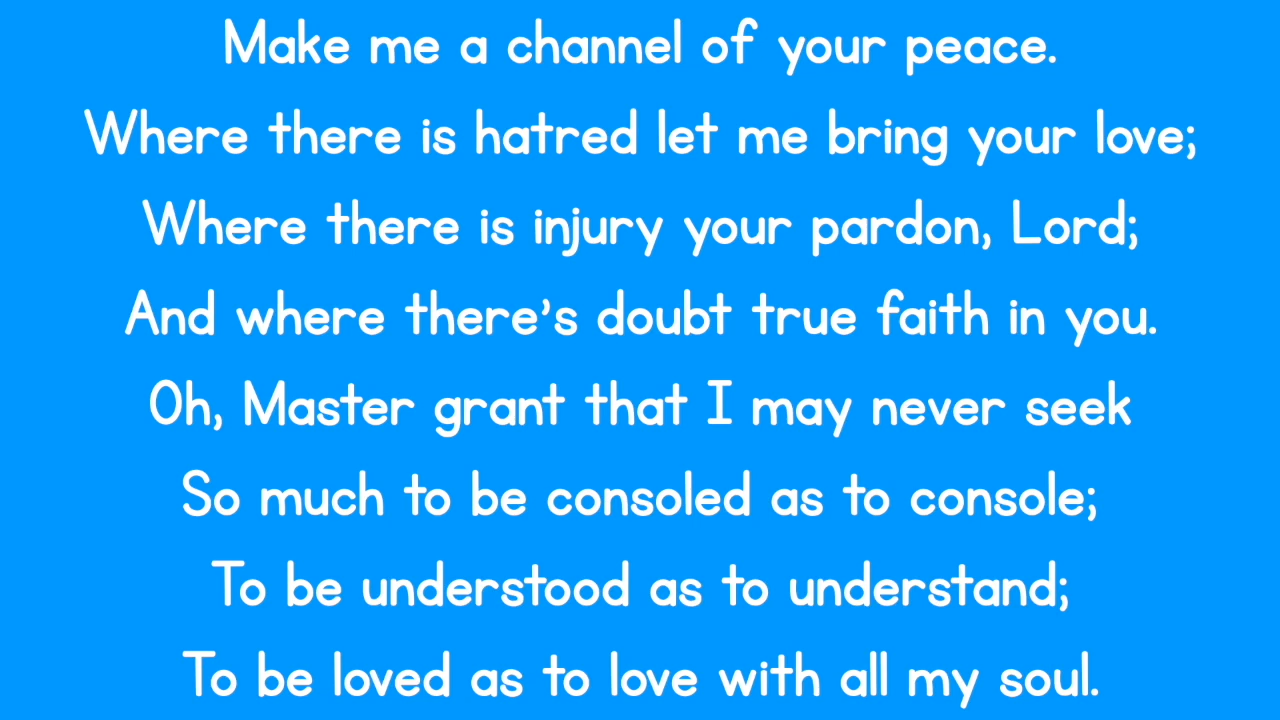 Make me a channel of your peace.
Where there is hatred let me bring your love;
Where there is injury your pardon, Lord;
And where there's doubt true faith in you.
Oh, Master grant that I may never seek
So much to be consoled as to console;
To be understood as to understand;
To be loved as to love with all my soul.